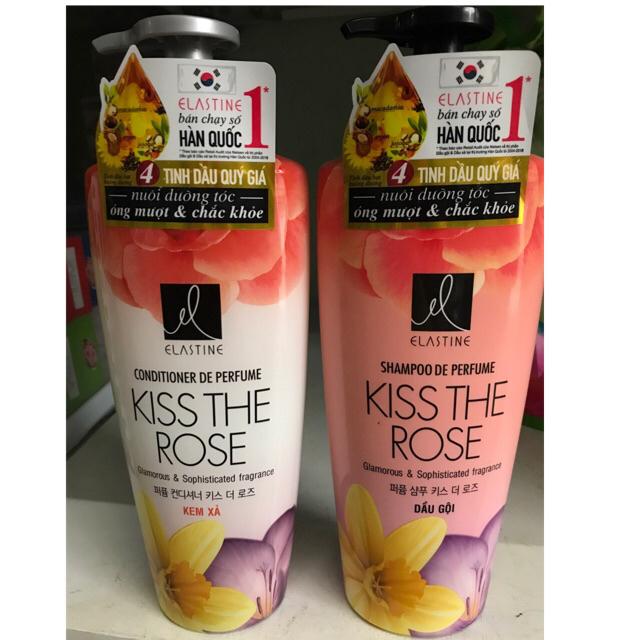 macadamia
ELASTINE 1*
bán chạy số
HÀN QUỐC
4 TINH DẦU QUÝ GIÁ
nuôi dưỡng tóc
óng mượt & chắc khỏe
el
ELASTINE
CONDITIONER DE PERFUME
KISS THE
ROSE
Glamorous & Sophisticated fragrance
퍼퓸 컨디셔너 키스 더 로즈
KEM XẢ
ELASTINE 1*
bán chạy số
HÀN QUỐC
4 TINH DẦU QUÝ GIÁ
nuôi dưỡng tóc
óng mượt & chắc khỏe
el
ELASTINE
SHAMPOO DE PERFUME
KISS THE
ROSE
Glamorous & Sophisticated fragrance
퍼퓸 샴푸 키스 더 로즈
DẦU GỘI